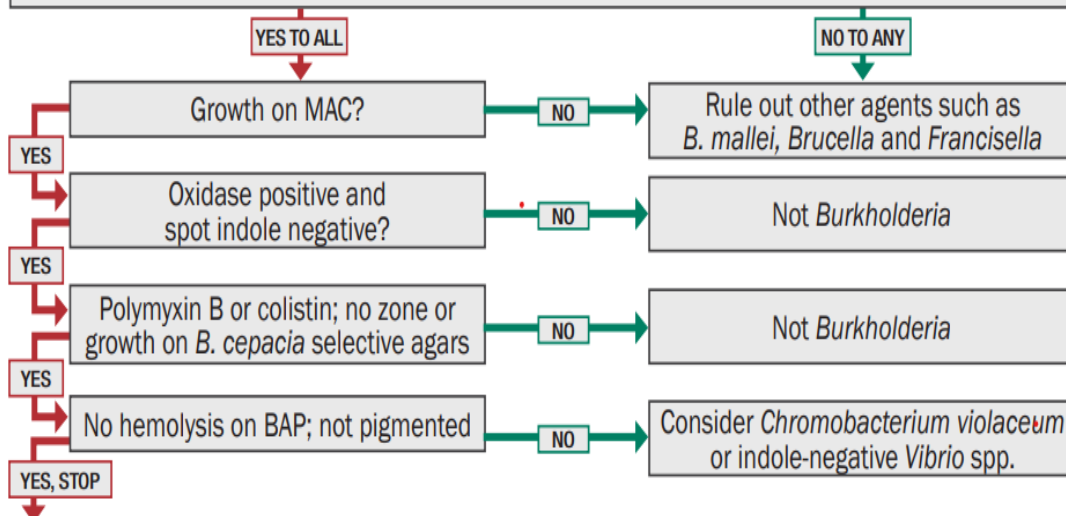 YES TO ALL
NO TO ANY
Growth on MAC?
NO
Rule out other agents such as
B. mallei, Brucella and Francisella
YES
Oxidase positive and
spot indole negative?
NO
Not Burkholderia
YES
Polymyxin B or colistin; no zone or
growth on B. cepacia selective agars
NO
Not Burkholderia
YES
No hemolysis on BAP; not pigmented
NO
Consider Chromobacterium violaceum
or indole-negative Vibrio spp.
YES, STOP